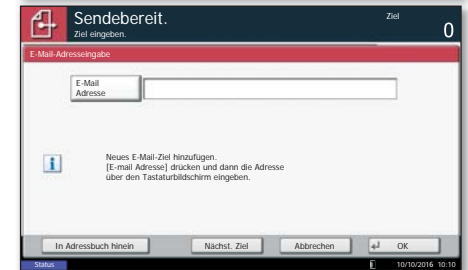 Sendebereit.
Ziel eingeben.
Ziel
0
E-Mail-Adresseingabe
E-Mail
Adresse
Neues E-Mail-Ziel hinzufügen.
[E-mail Adresse] drücken und dann die Adresse
über den Tastaturbildschirm eingeben.
In Adressbuch hinein
Nächst. Ziel
Abbrechen
OK
Status
10/10/2016 10:10